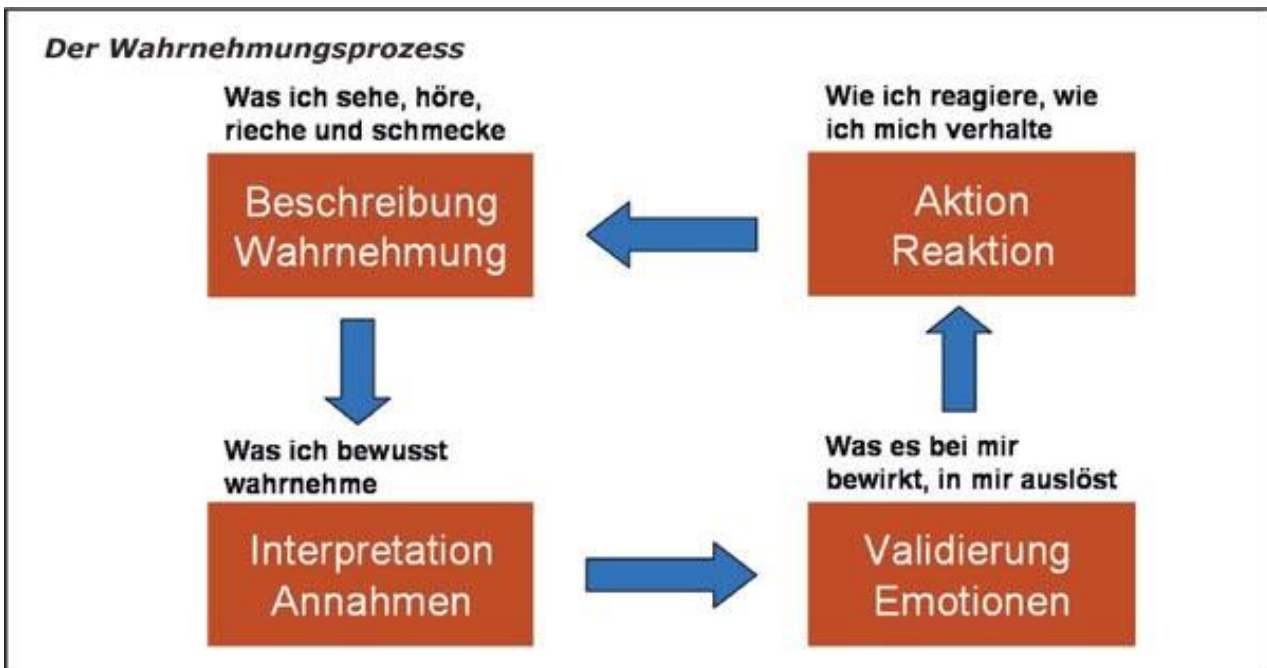 Der Wahrnehmungsprozess
Was ich sehe, höre,
rieche und schmecke
Beschreibung
Wahrnehmung
Was ich bewusst
wahrnehme
Interpretation
Annahmen
Was es bei mir
bewirkt, in mir auslöst
Validierung
Emotionen
Wie ich reagiere, wie
ich mich verhalte
Aktion
Reaktion